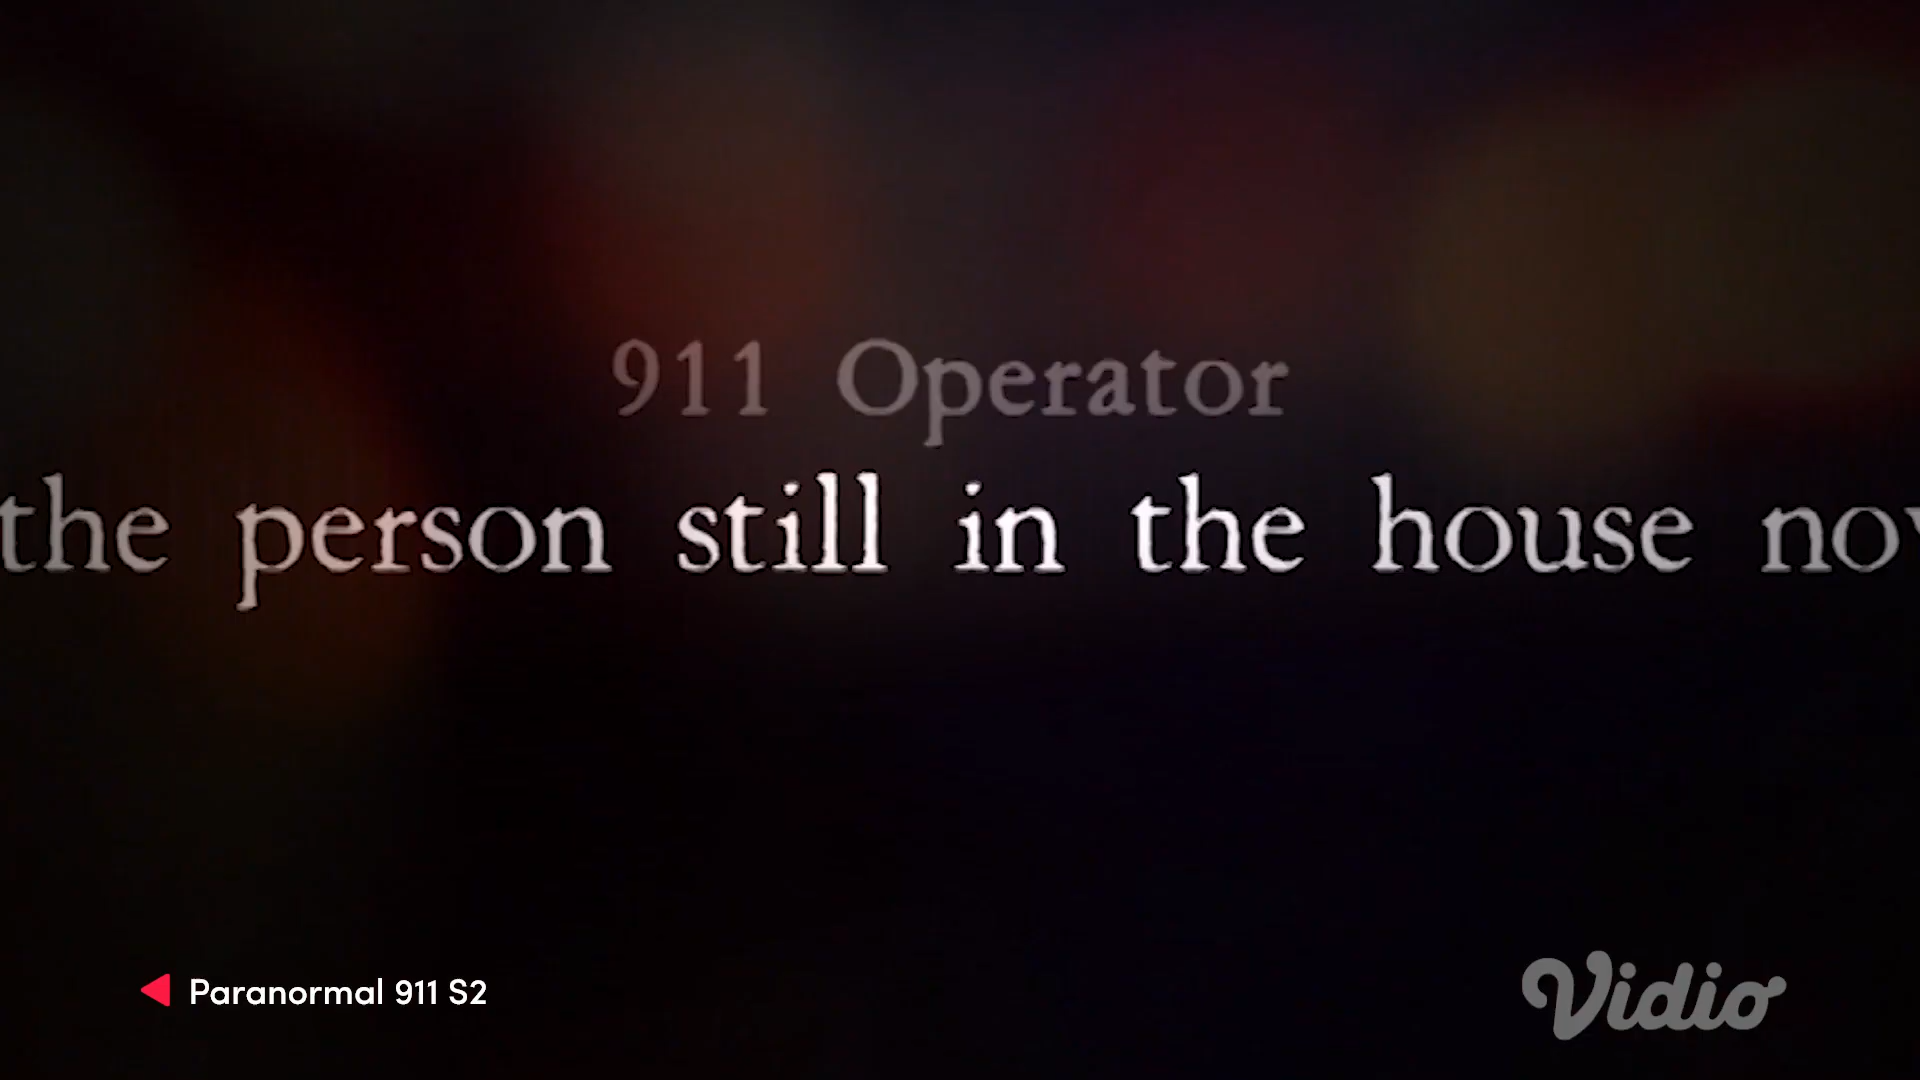 911 Operator
the person still in the house
Paranormal 911 S2
Vidio